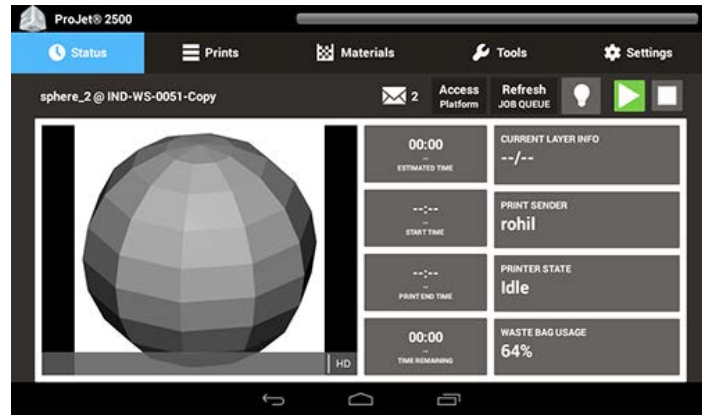 ProJet® 2500
Status
Prints
Materials
Tools
Settings
sphere_2 @ IND-WS-0051-Copy
2
Access
Platform
Refresh
JOB QUEUE
00:00
--
ESTIMATED TIME
CURRENT LAYER INFO
--/--
--:--
--
START TIME
PRINT SENDER
rohil
--:--
--
PRINT END TIME
PRINTER STATE
Idle
00:00
--
TIME REMAINING
WASTE BAG USAGE
64%
HD